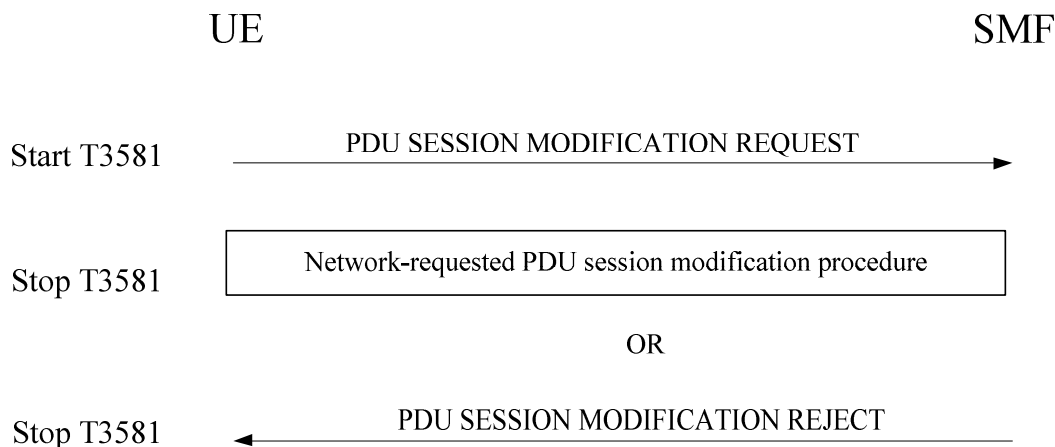 UE SMF
Start T3581 PDU SESSION MODIFICATION REQUEST
Stop T3581 Network-requested PDU session modification procedure
OR
Stop T3581 PDU SESSION MODIFICATION REJECT